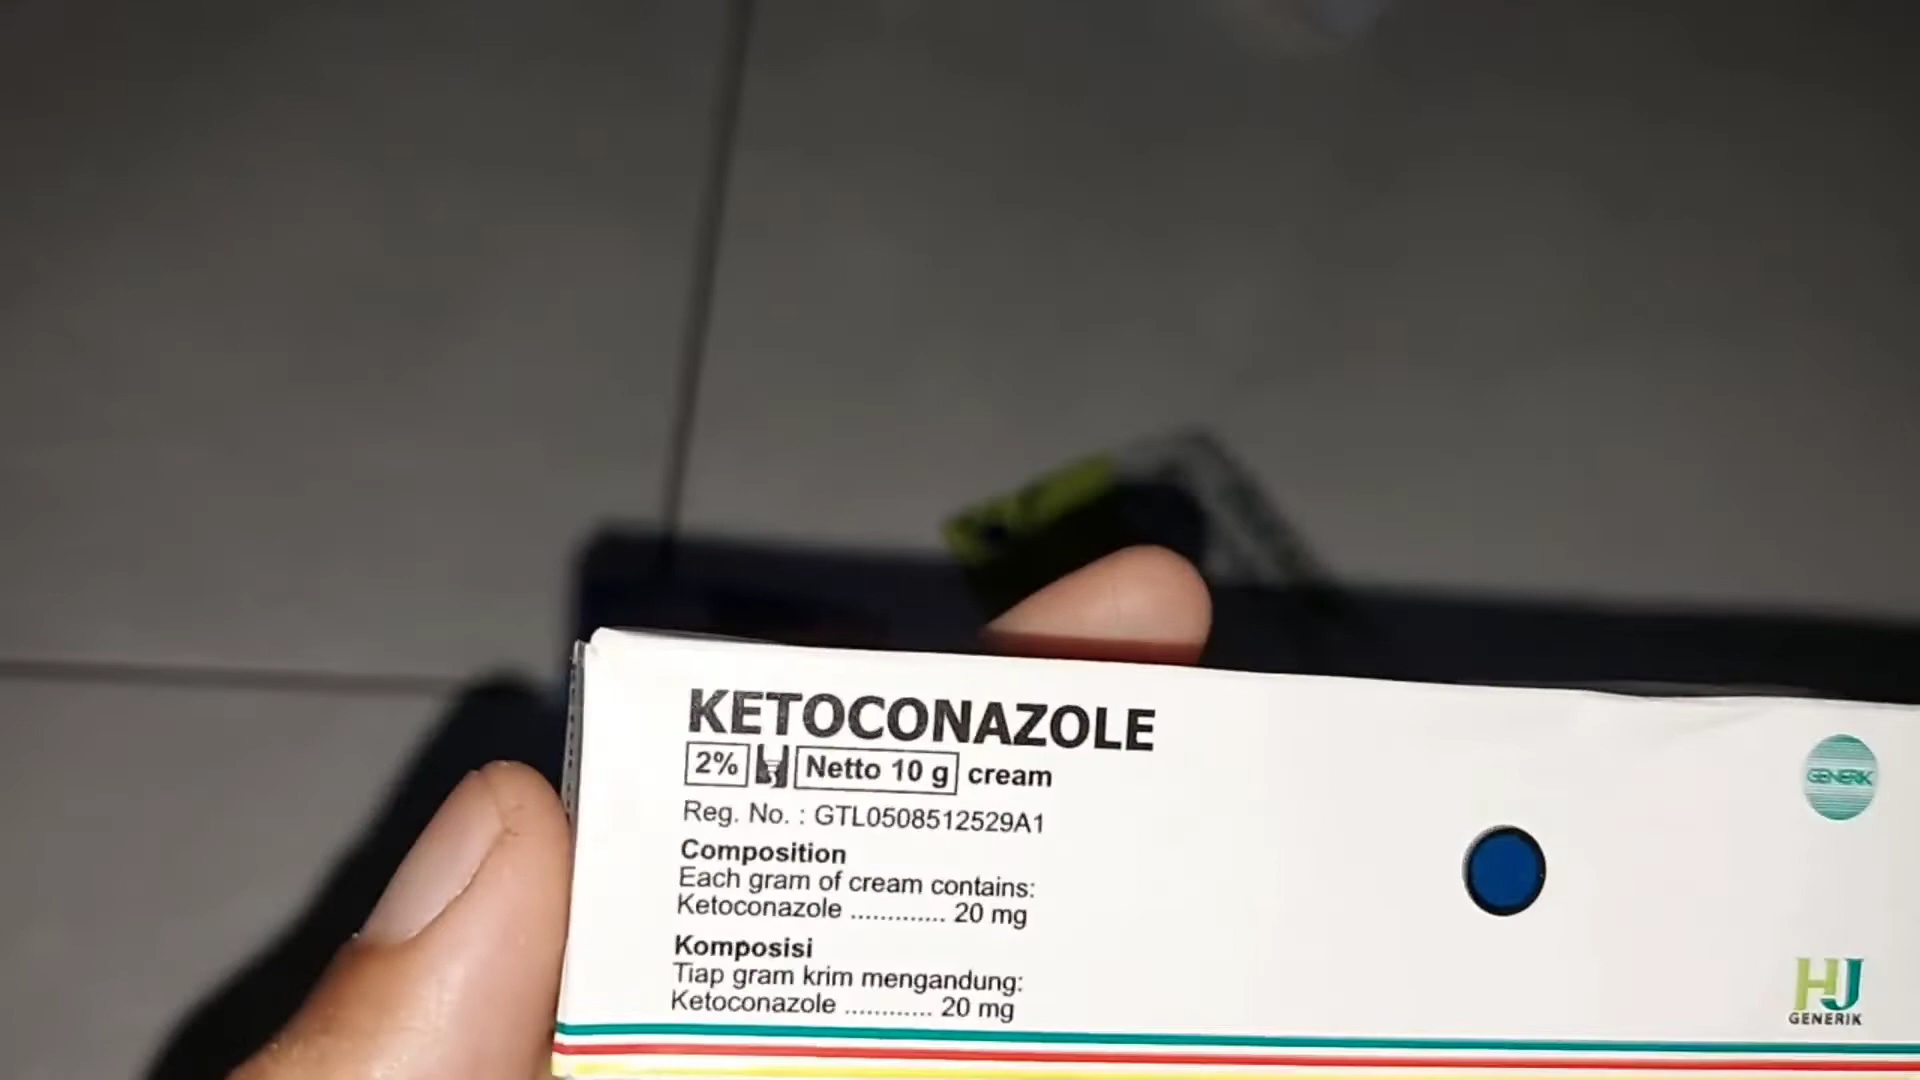 KETOCONAZOLE
2% Netto 10 g cream
Reg. No. : GTL0508512529A1
Composition
Each gram of cream contains:
Ketoconazole ............. 20 mg
Komposisi
Tiap gram krim mengandung:
Ketoconazole ............ 20 mg
GENERIK
HJ
GENERIK